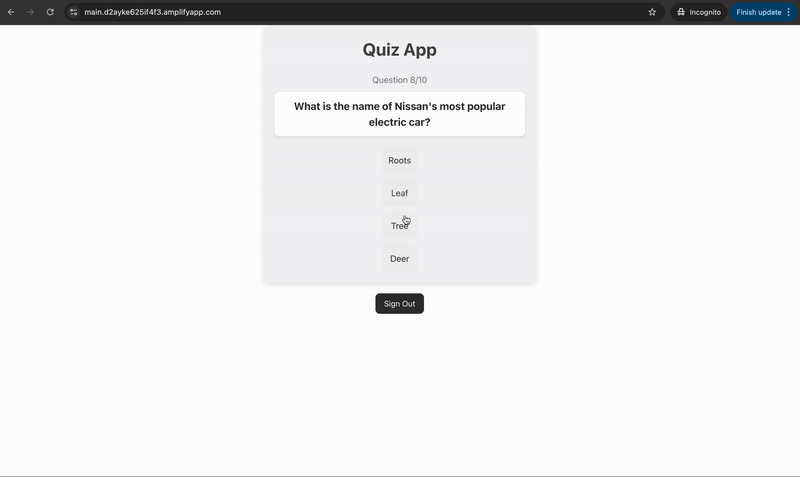 main.d2ayke625if4f3.amplifyapp.com
Incognito
Finish update
Quiz App
Question 8/10
What is the name of Nissan's most popular
electric car?
Roots
Leaf
Tree
Deer
Sign Out